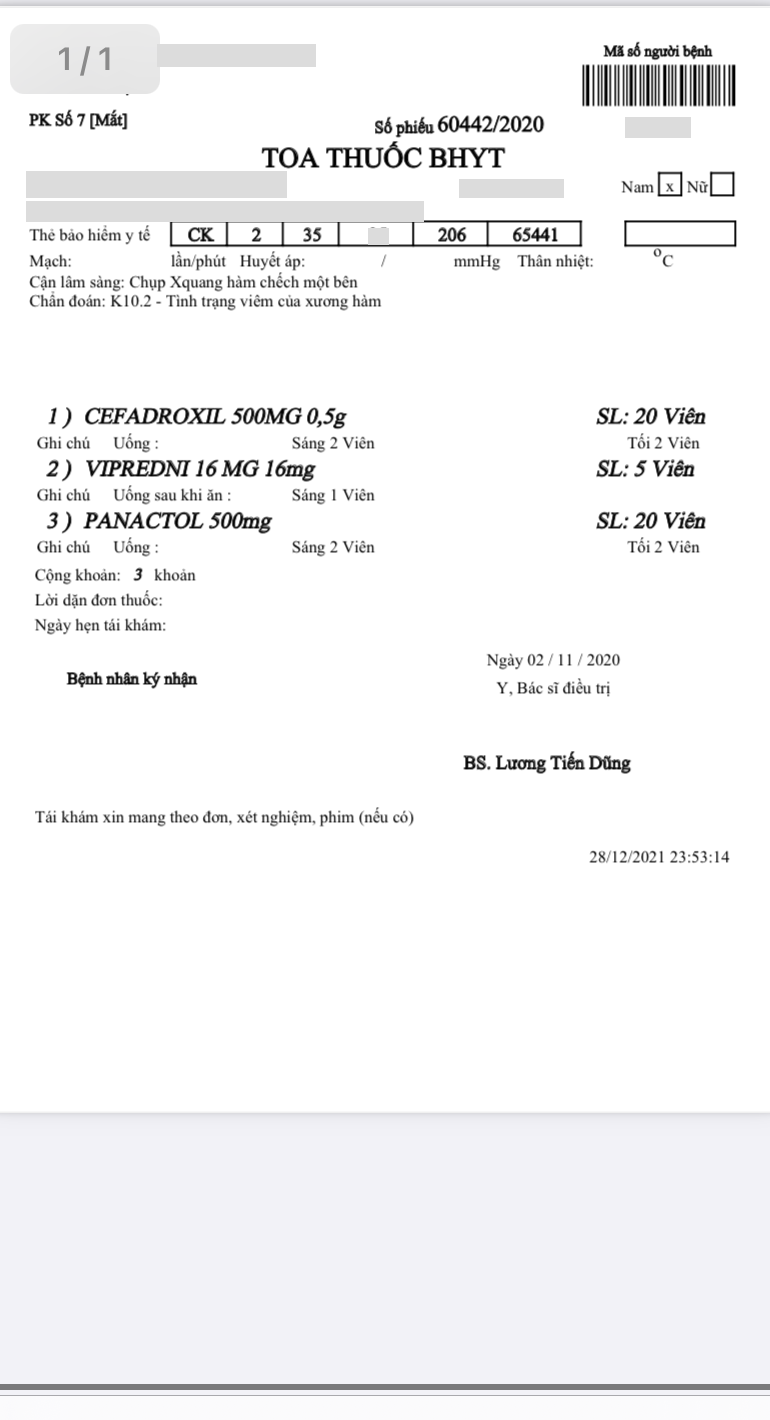 1/1
Mã số người bệnh
PK Số 7 [Mắt]
Số phiếu 60442/2020
TOA THUỐC BHYT
Nam x Nữ
Thẻ bảo hiểm y tế CK 2 35 206 65441
Mạch: lần/phút Huyết áp: / mmHg Thân nhiệt: °C
Cận lâm sàng: Chụp Xquang hàm chếch một bên
Chẩn đoán: K10.2 - Tình trạng viêm của xương hàm
1 ) CEFADROXIL 500MG 0,5g SL: 20 Viên
Ghi chú Uống : Sáng 2 Viên Tối 2 Viên
2 ) VIPREDNI 16 MG 16mg SL: 5 Viên
Ghi chú Uống sau khi ăn : Sáng 1 Viên
3 ) PANACTOL 500mg SL: 20 Viên
Ghi chú Uống : Sáng 2 Viên Tối 2 Viên
Cộng khoản: 3 khoản
Lời dặn đơn thuốc:
Ngày hẹn tái khám:
Ngày 02 / 11 / 2020
Bệnh nhân ký nhận
Y, Bác sĩ điều trị
BS. Lương Tiến Dũng
Tái khám xin mang theo đơn, xét nghiệm, phim (nếu có)
28/12/2021 23:53:14